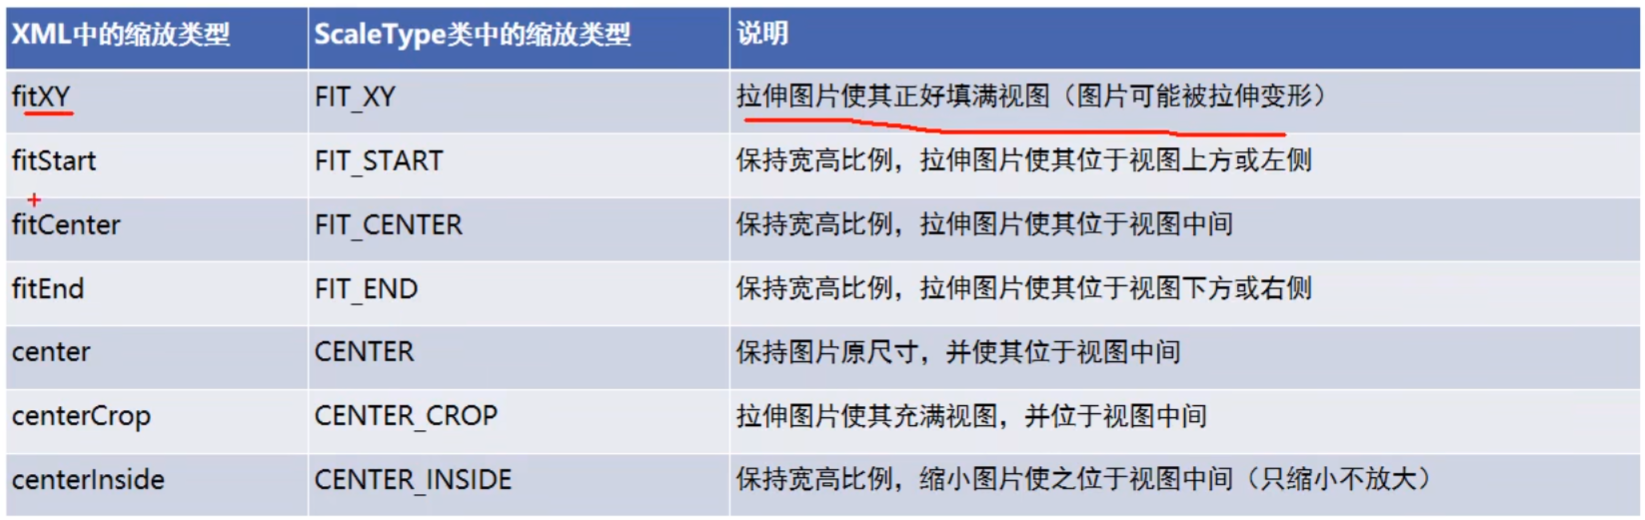 XML中的缩放类型 ScaleType类中的缩放类型 说明
fitXY FIT_XY 拉伸图片使其正好填满视图（图片可能被拉伸变形）
fitStart FIT_START 保持宽高比例，拉伸图片使其位于视图上方或左侧
fitCenter FIT_CENTER 保持宽高比例，拉伸图片使其位于视图中间
fitEnd FIT_END 保持宽高比例，拉伸图片使其位于视图下方或右侧
center CENTER 保持图片原尺寸，并使其位于视图中间
centerCrop CENTER_CROP 拉伸图片使其充满视图，并位于视图中间
centerInside CENTER_INSIDE 保持宽高比例，缩小图片使之位于视图中间（只缩小不放大）